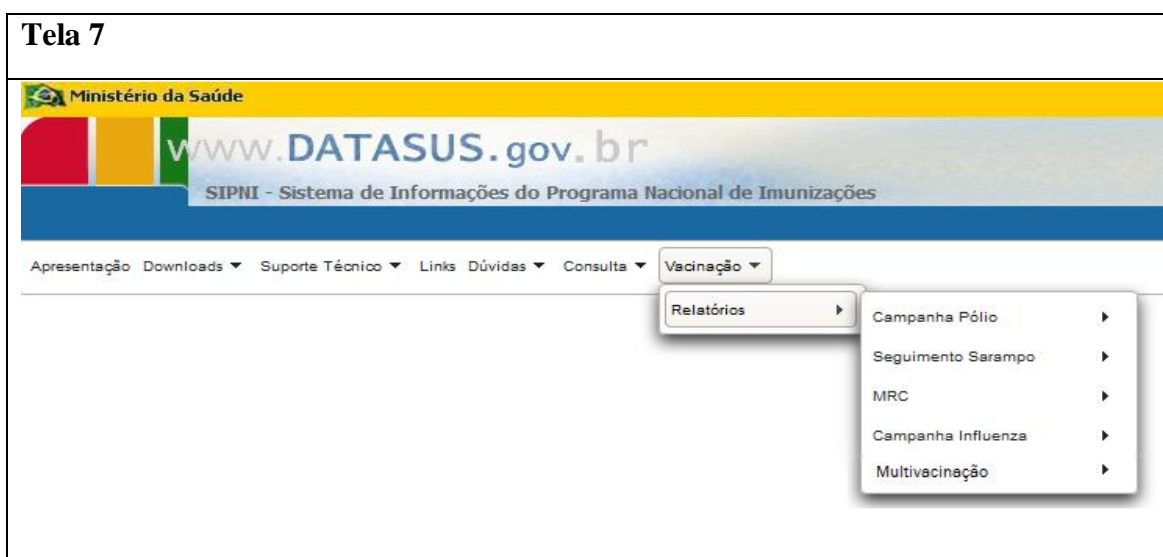 Tela 7
Ministério da Saúde
www.DATASUS.gov.br
SIPNI - Sistema de Informações do Programa Nacional de Imunizações
Apresentação Downloads Suporte Técnico Links Dúvidas Consulta Vacinação
Relatórios
Campanha Pólio
Seguimento Sarampo
MRC
Campanha Influenza
Multivacinação